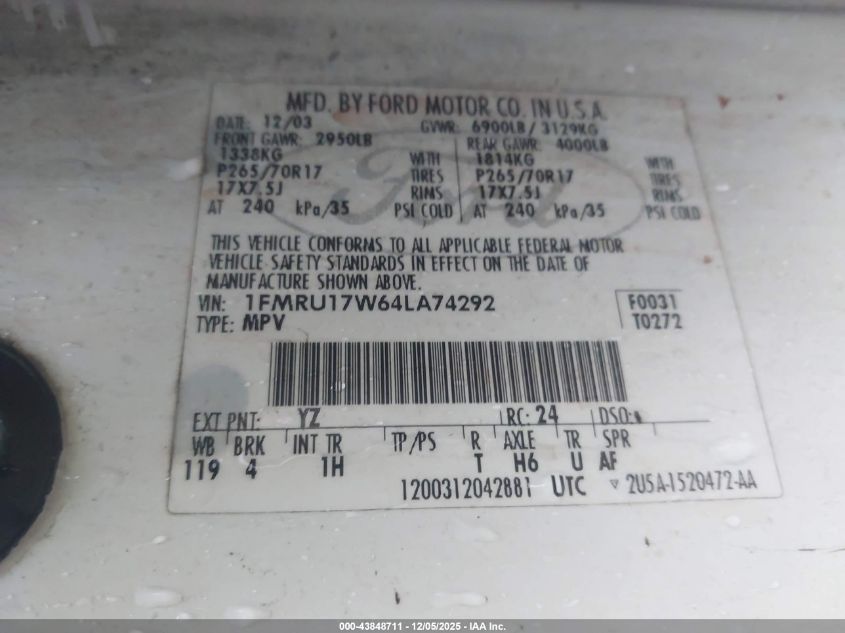 MFD. BY FORD MOTOR CO. IN U.S.A.
DATE: 12/03 GVWR: 6900LB / 3129KG
FRONT GAWR: 2950LB REAR GAWR: 4000LB
1338KG WITH 1814KG WITH
P265/70R17 TIRES P265/70R17 TIRES
17X7.5J RIMS 17X7.5J RIMS
AT 240 kPa/35 PSI COLD AT 240 kPa/35 PSI COLD
Ford
THIS VEHICLE CONFORMS TO ALL APPLICABLE FEDERAL MOTOR
VEHICLE SAFETY STANDARDS IN EFFECT ON THE DATE OF
MANUFACTURE SHOWN ABOVE.
VIN: 1FMRU17W64LA74292 F0031
TYPE: MPV T0272
EXT PNT: YZ RC: 24 DSO:
WB BRK INT TR TP/PS R AXLE TR SPR
119 4 1H T H6 U AF
1200312042881 UTC ▽ 2U5A-1520472-AA
000-43848711 - 12/05/2025 - IAA Inc.